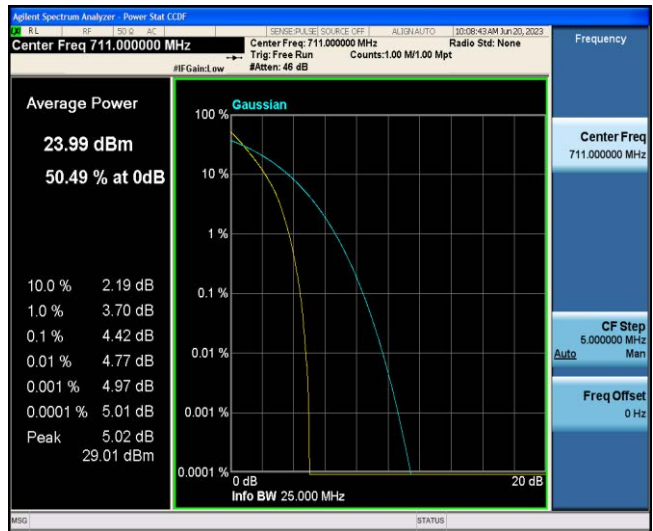 Agilent Spectrum Analyzer - Power Stat CCDF
RL RF 50 Ω AC SENSE:PULSE SOURCE OFF ALIGN AUTO 10:08:43 AM Jun 20, 2023
Center Freq 711.000000 MHz
Center Freq: 711.000000 MHz Radio Std: None
Trig: Free Run Counts:1.00 M/1.00 Mpt
#IFGain:Low #Atten: 46 dB
Frequency
Average Power
23.99 dBm
50.49 % at 0dB
10.0 % 2.19 dB
1.0 % 3.70 dB
0.1 % 4.42 dB
0.01 % 4.77 dB
0.001 % 4.97 dB
0.0001 % 5.01 dB
Peak 5.02 dB
29.01 dBm
Gaussian
100 %
10 %
1 %
0.1 %
0.01 %
0.001 %
0.0001 %
0 dB 20 dB
Info BW 25.000 MHz
Center Freq
711.000000 MHz
CF Step
5.000000 MHz
Auto Man
Freq Offset
0 Hz
MSG STATUS